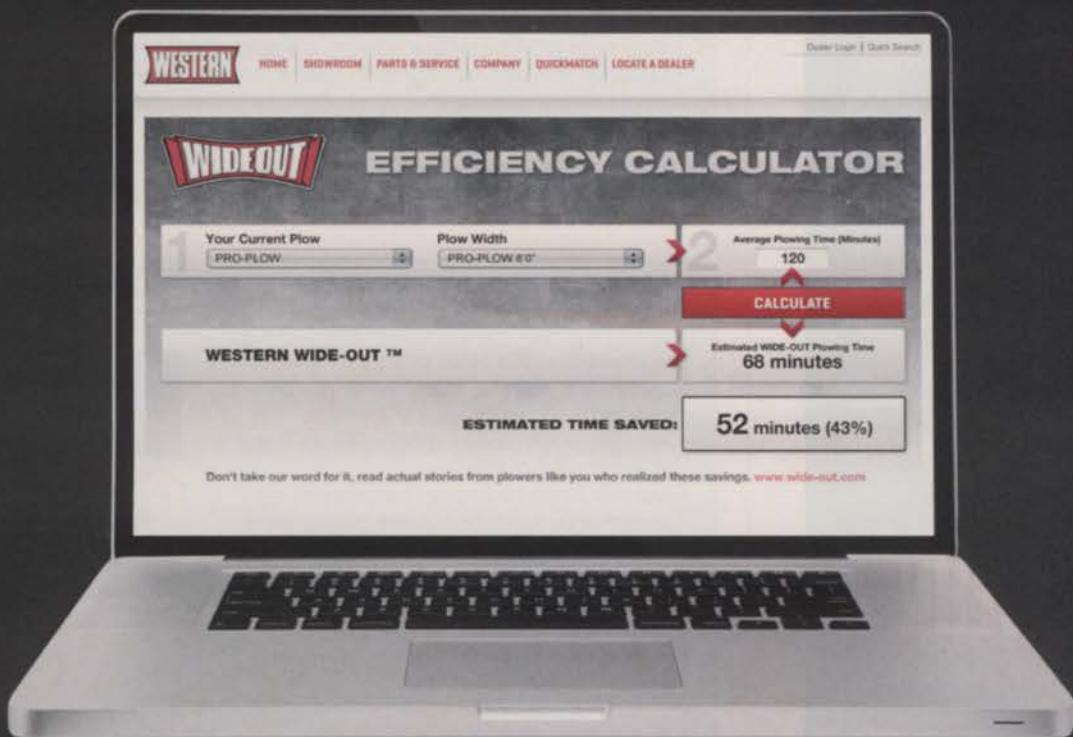 WESTERN
HOME SHOWROOM PARTS & SERVICE COMPANY QUICKMATCH LOCATE A DEALER
Dealer Login | Quick Search
WIDEOUT
EFFICIENCY CALCULATOR
1
Your Current Plow
PRO-PLOW
Plow Width
PRO-PLOW 8'0"
2
Average Plowing Time (Minutes)
120
CALCULATE
WESTERN WIDE-OUT ™
Estimated WIDE-OUT Plowing Time
68 minutes
ESTIMATED TIME SAVED:
52 minutes (43%)
Don't take our word for it, read actual stories from plowers like you who realized these savings. www.wide-out.com